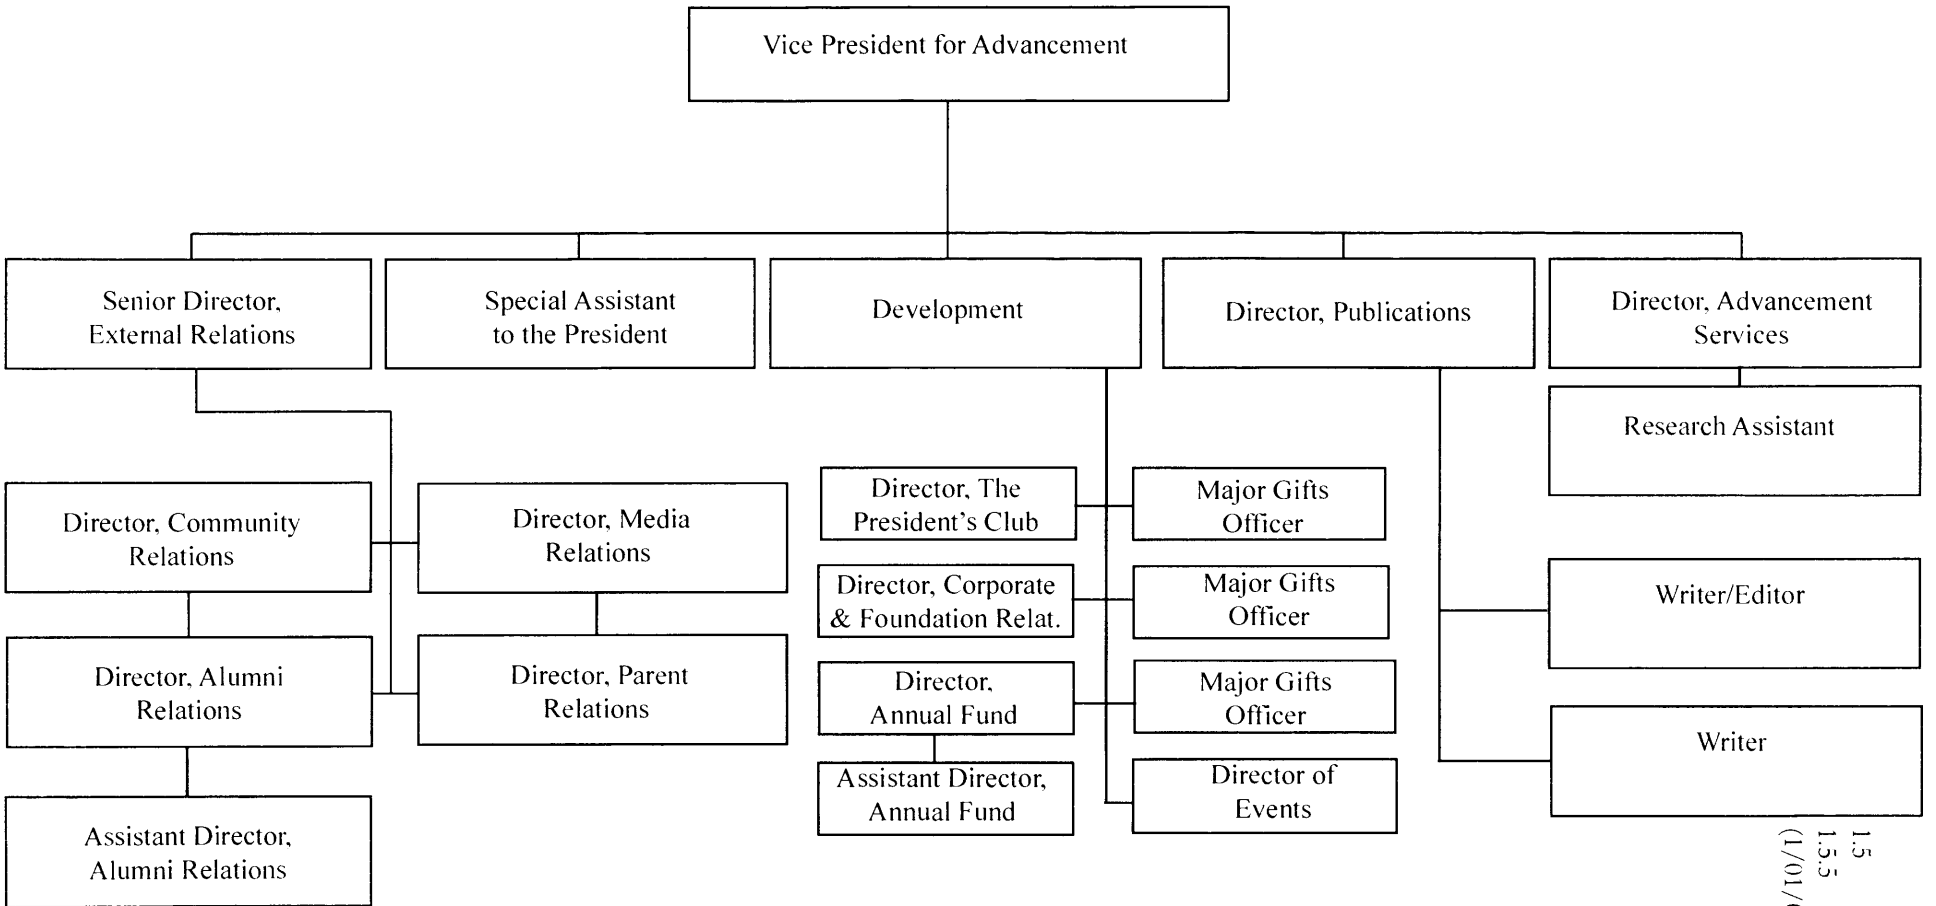 Vice President for Advancement
Senior Director,
External Relations
Special Assistant
to the President
Development
Director, Publications
Director, Advancement
Services
Research Assistant
Director, Community
Relations
Director, Media
Relations
Director, The
President's Club
Major Gifts
Officer
Director, Corporate
& Foundation Relat.
Major Gifts
Officer
Writer/Editor
Director, Alumni
Relations
Director, Parent
Relations
Director,
Annual Fund
Major Gifts
Officer
Writer
Assistant Director,
Annual Fund
Director of
Events
Assistant Director,
Alumni Relations
1.5
1.5.5